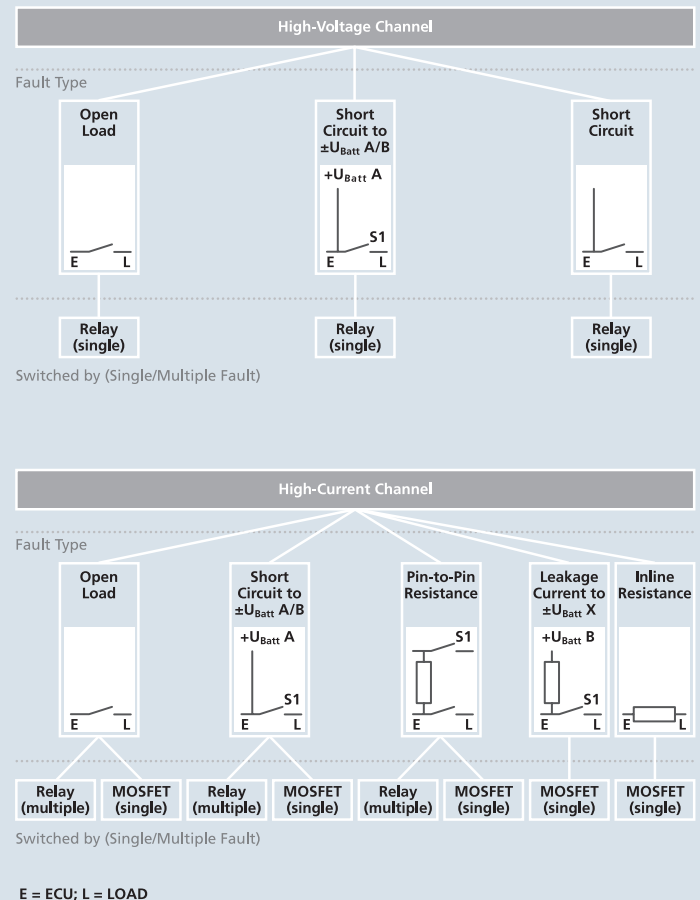 High-Voltage Channel
Fault Type
Open
Load
E L
Short
Circuit to
±UBatt A/B
+UBatt A
S1
E L
Short
Circuit
E L
Relay
(single)
Relay
(single)
Relay
(single)
Switched by (Single/Multiple Fault)
High-Current Channel
Fault Type
Open
Load
E L
Short
Circuit to
±UBatt A/B
+UBatt A
S1
E L
Pin-to-Pin
Resistance
S1
E L
Leakage
Current to
±UBatt X
+UBatt B
S1
E L
Inline
Resistance
E L
Relay
(multiple)
MOSFET
(single)
Relay
(multiple)
MOSFET
(single)
Relay
(multiple)
MOSFET
(single)
MOSFET
(single)
MOSFET
(single)
Switched by (Single/Multiple Fault)
E = ECU; L = LOAD